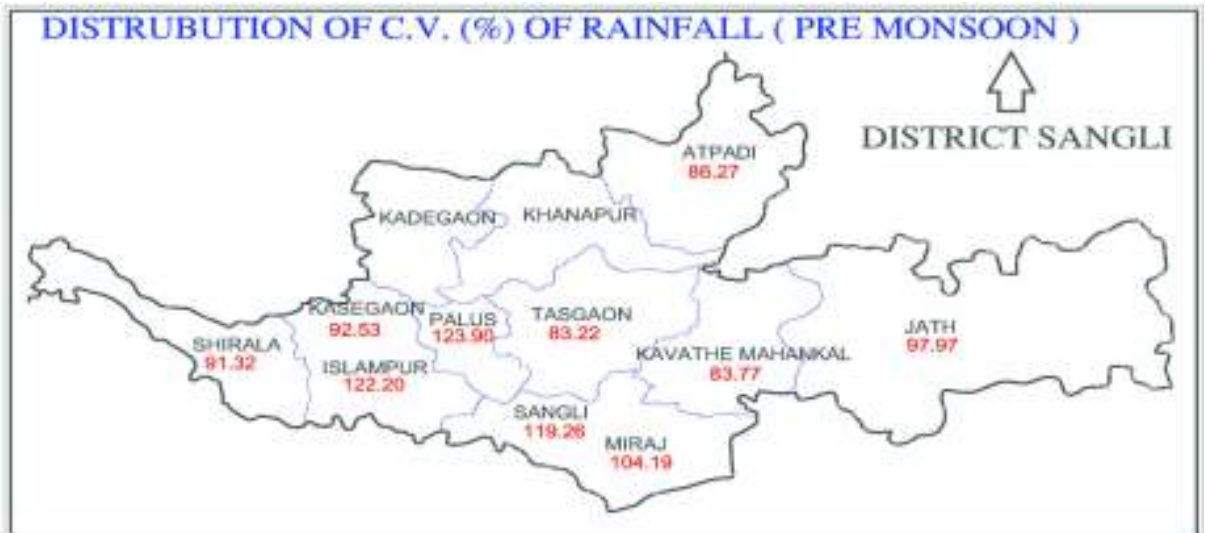 DISTRUBUTION OF C.V. (%) OF RAINFALL ( PRE MONSOON )
DISTRICT SANGLI
ATPADI
86.27
KADEGAON
KHANAPUR
KASEGAON
92.53
PALUS
123.90
TASGAON
83.22
JATH
97.97
SHIRALA
91.32
ISLAMPUR
122.20
KAVATHE MAHANKAL
83.77
SANGLI
119.26
MIRAJ
104.19